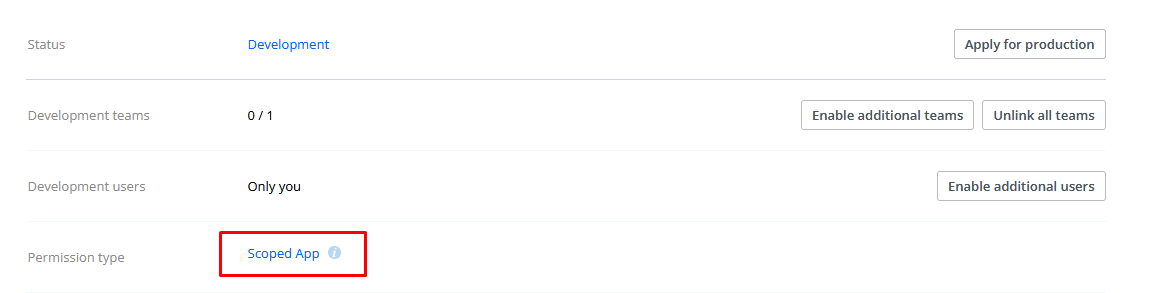 Status Development Apply for production
Development teams 0 / 1 Enable additional teams Unlink all teams
Development users Only you Enable additional users
Permission type Scoped App i